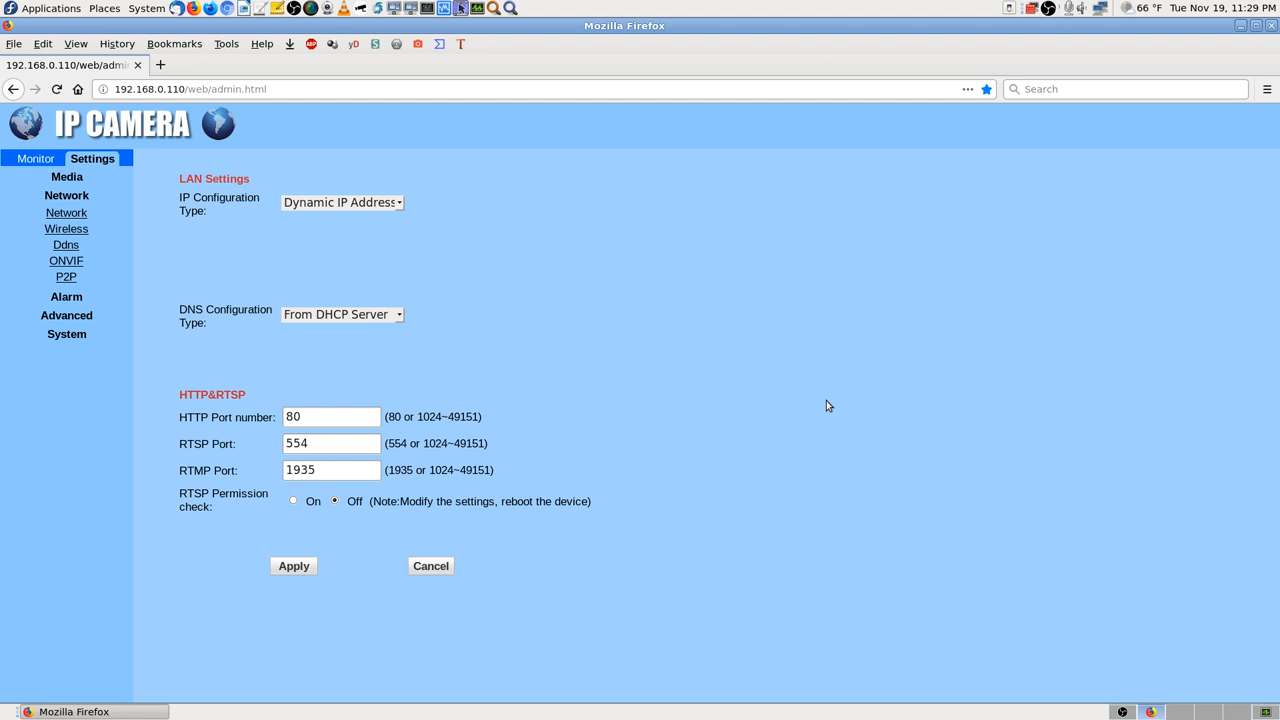 Applications Places System 66 °F Tue Nov 19, 11:29 PM
Mozilla Firefox
File Edit View History Bookmarks Tools Help
192.168.0.110/web/admi
192.168.0.110/web/admin.html Search
IP CAMERA
Monitor Settings
Media
Network
Network
Wireless
Ddns
ONVIF
P2P
Alarm
Advanced
System
LAN Settings
IP Configuration
Type:
Dynamic IP Address
DNS Configuration
Type:
From DHCP Server
HTTP&RTSP
HTTP Port number: 80 (80 or 1024~49151)
RTSP Port: 554 (554 or 1024~49151)
RTMP Port: 1935 (1935 or 1024~49151)
RTSP Permission
check:
On Off (Note:Modify the settings, reboot the device)
Apply Cancel
Mozilla Firefox